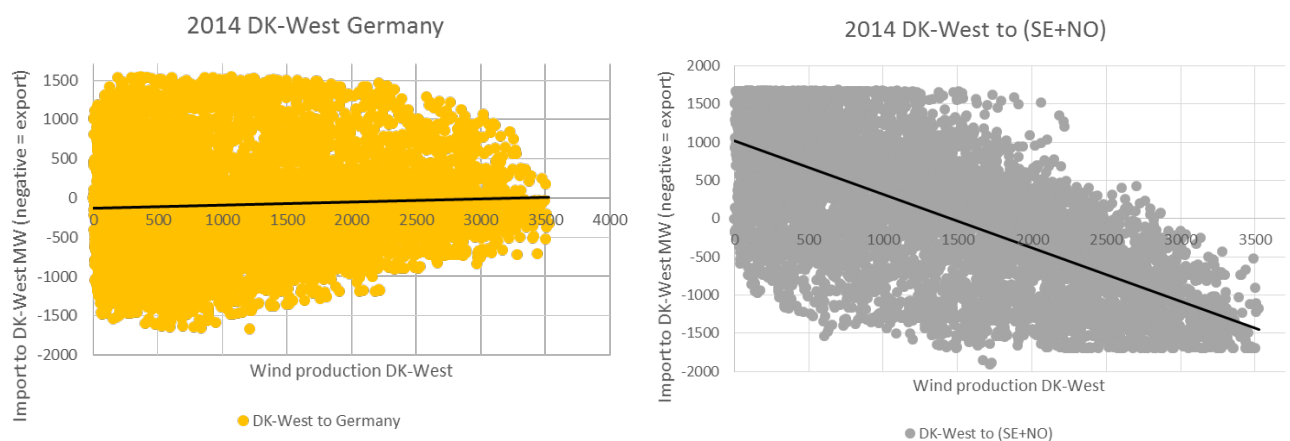 2014 DK-West Germany
Import to DK-West MW (negative = export)
1500
1000
500
0
0 500 1000 1500 2000 2500 3000 3500 4000
-500
-1000
-1500
-2000
Wind production DK-West
DK-West to Germany
2014 DK-West to (SE+NO)
Import to DK-West MW (negative = export)
2000
1500
1000
500
0
0 500 1000 1500 2000 2500 3000 3500
-500
-1000
-1500
-2000
Wind production DK-West
DK-West to (SE+NO)